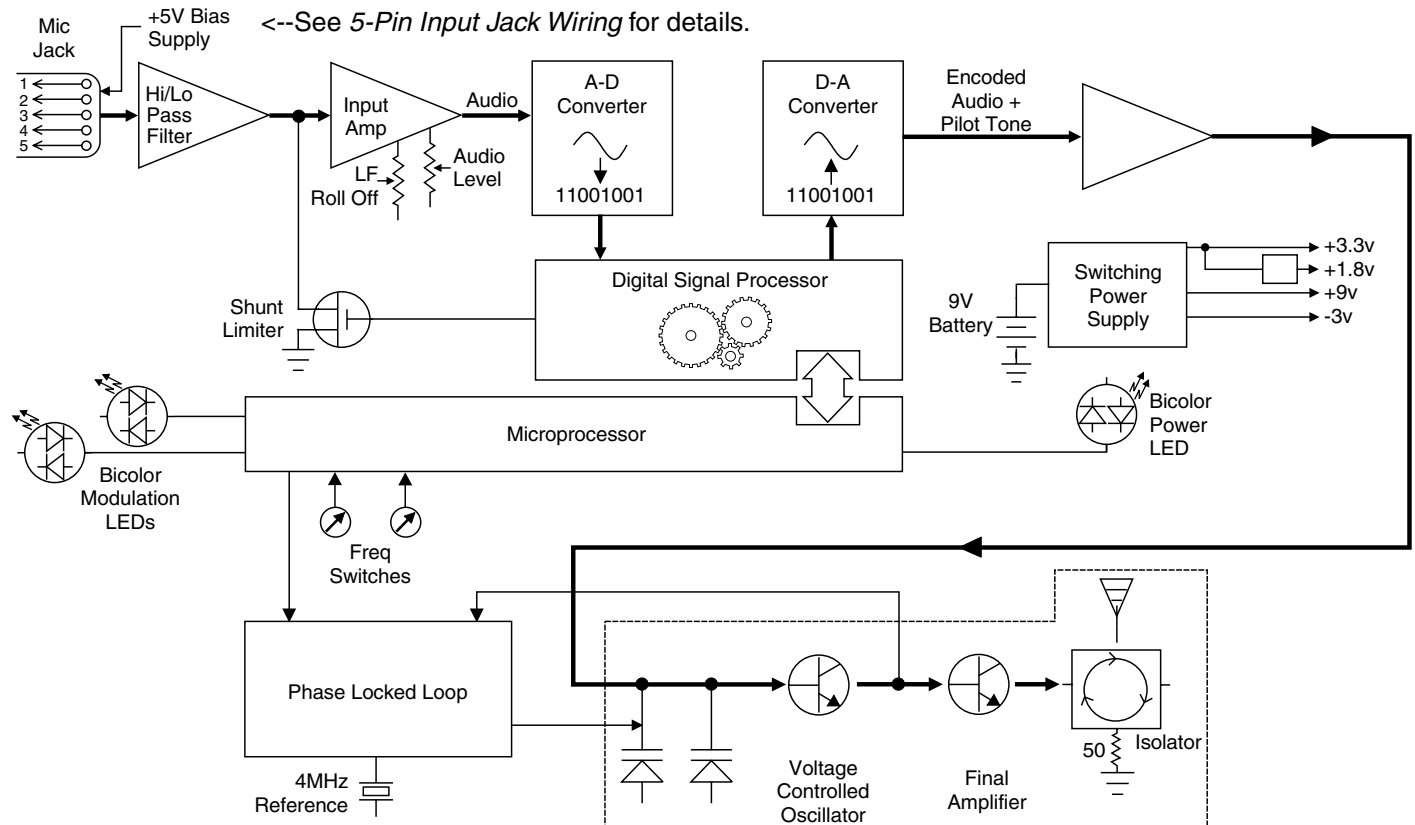 <--See 5-Pin Input Jack Wiring for details.
Mic
Jack
+5V Bias
Supply
1
2
3
4
5
Hi/Lo
Pass
Filter
Input
Amp
LF
Roll Off
Audio
Level
Audio
A-D
Converter
11001001
D-A
Converter
11001001
Encoded
Audio +
Pilot Tone
Digital Signal Processor
Shunt
Limiter
9V
Battery
Switching
Power
Supply
+3.3v
+1.8v
+9v
-3v
Bicolor
Modulation
LEDs
Microprocessor
Bicolor
Power
LED
Freq
Switches
Phase Locked Loop
4MHz
Reference
Voltage
Controlled
Oscillator
Final
Amplifier
50
Isolator